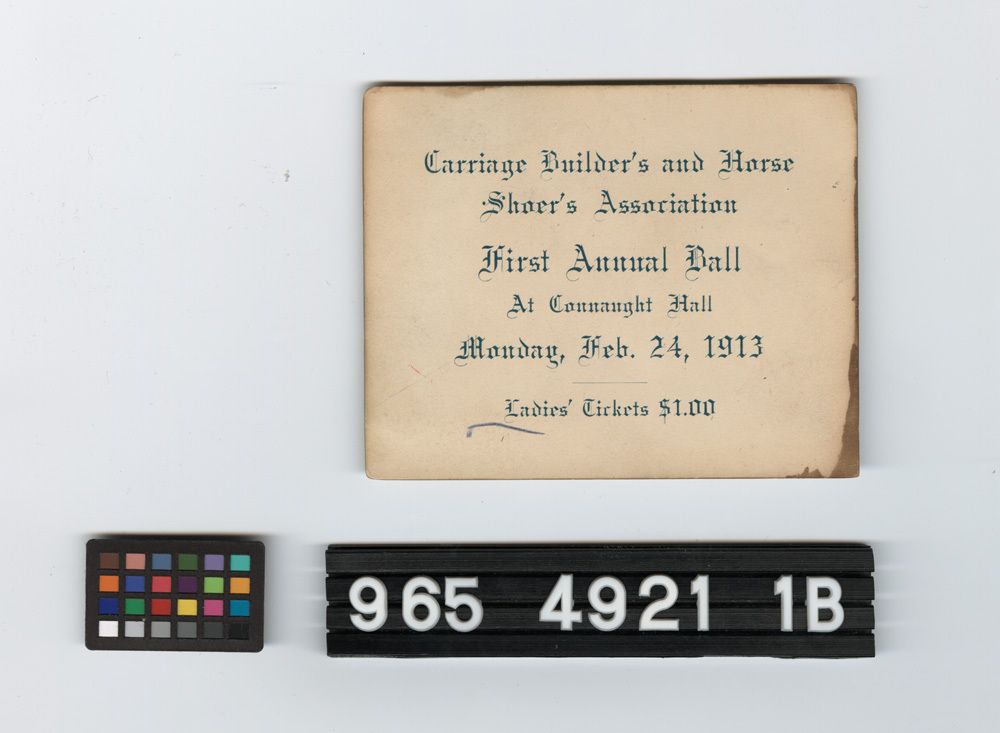 Carriage Builder's and Horse
Shoer's Association
First Annual Ball
At Connaught Hall
Monday, Feb. 24, 1913
Ladies' Tickets $1.00
965 4921 1B